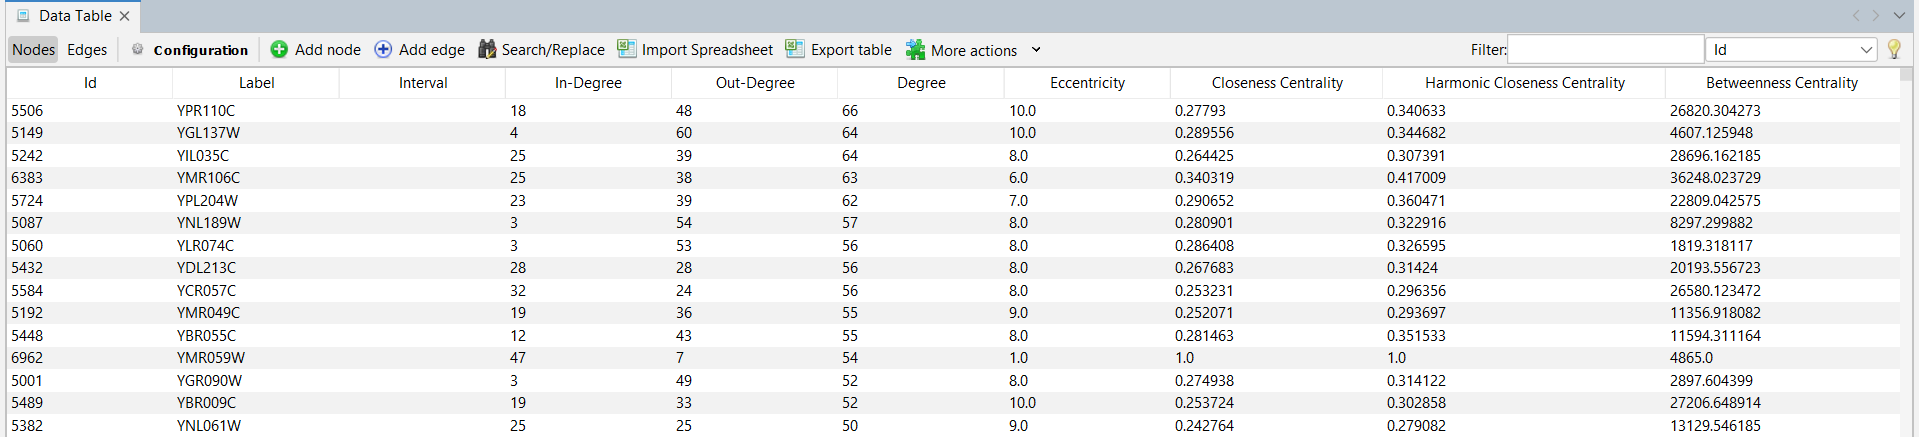 Data Table
Nodes Edges Configuration Add node Add edge Search/Replace Import Spreadsheet Export table More actions Filter: Id
Id Label Interval In-Degree Out-Degree Degree Eccentricity Closeness Centrality Harmonic Closeness Centrality Betweenness Centrality
5506 YPR110C 18 48 66 10.0 0.27793 0.340633 26820.304273
5149 YGL137W 4 60 64 10.0 0.289556 0.344682 4607.125948
5242 YIL035C 25 39 64 8.0 0.264425 0.307391 28696.162185
6383 YMR106C 25 38 63 6.0 0.340319 0.417009 36248.023729
5724 YPL204W 23 39 62 7.0 0.290652 0.360471 22809.042575
5087 YNL189W 3 54 57 8.0 0.280901 0.322916 8297.299882
5060 YLR074C 3 53 56 8.0 0.286408 0.326595 1819.318117
5432 YDL213C 28 28 56 8.0 0.267683 0.31424 20193.556723
5584 YCR057C 32 24 56 8.0 0.253231 0.296356 26580.123472
5192 YMR049C 19 36 55 9.0 0.252071 0.293697 11356.918082
5448 YBR055C 12 43 55 8.0 0.281463 0.351533 11594.311164
6962 YMR059W 47 7 54 1.0 1.0 1.0 4865.0
5001 YGR090W 3 49 52 8.0 0.274938 0.314122 2897.604399
5489 YBR009C 19 33 52 10.0 0.253724 0.302858 27206.648914
5382 YNL061W 25 25 50 9.0 0.242764 0.279082 13129.546185